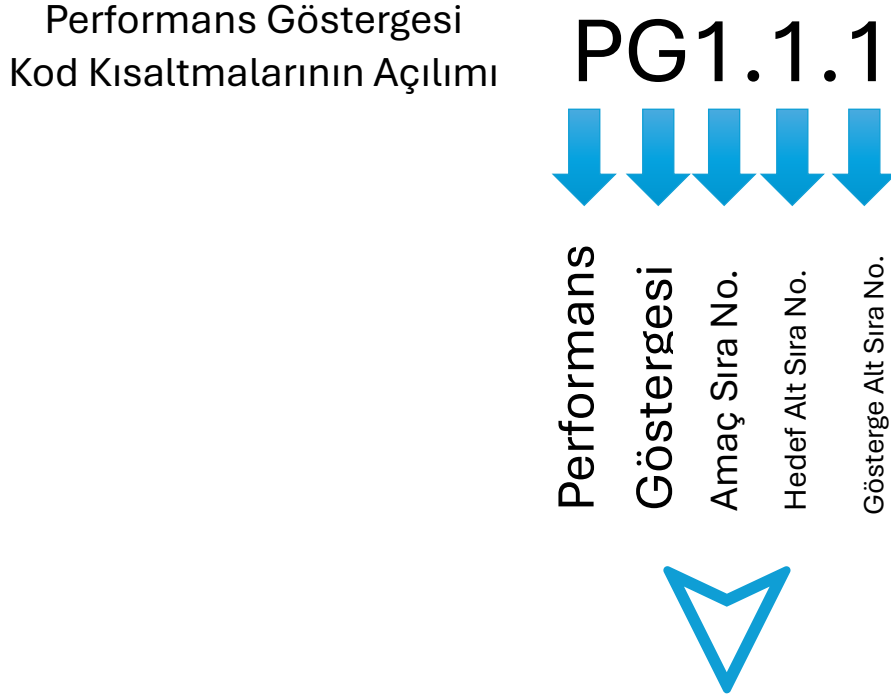 Performans Göstergesi
Kod Kısaltmalarının Açılımı
PG1.1.1
Performans
Göstergesi
Amaç Sıra No.
Hedef Alt Sıra No.
Gösterge Alt Sıra No.